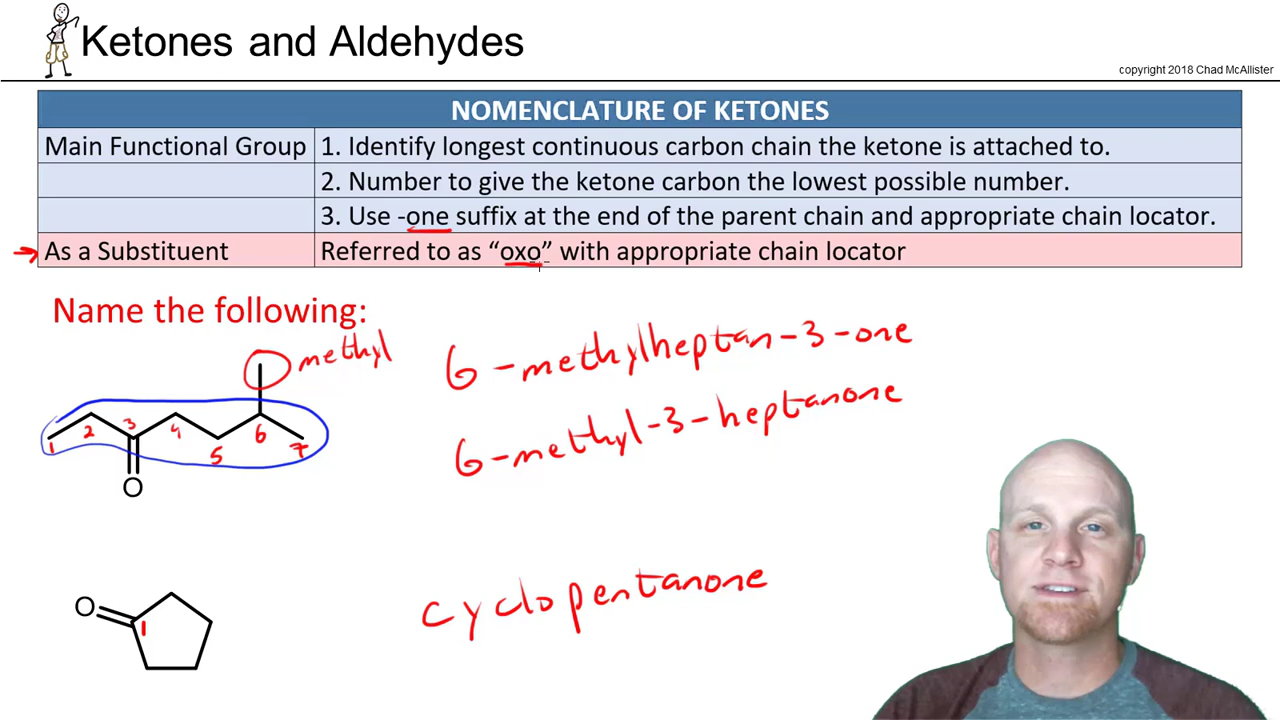 Ketones and Aldehydes
copyright 2018 Chad McAllister
NOMENCLATURE OF KETONES
Main Functional Group 1. Identify longest continuous carbon chain the ketone is attached to.
2. Number to give the ketone carbon the lowest possible number.
3. Use -one suffix at the end of the parent chain and appropriate chain locator.
As a Substituent Referred to as “oxo” with appropriate chain locator
Name the following:
methyl
6-methylheptan-3-one
1 2 3 4 5 6 7
O
6-methyl-3-heptanone
O
1
cyclopentanone